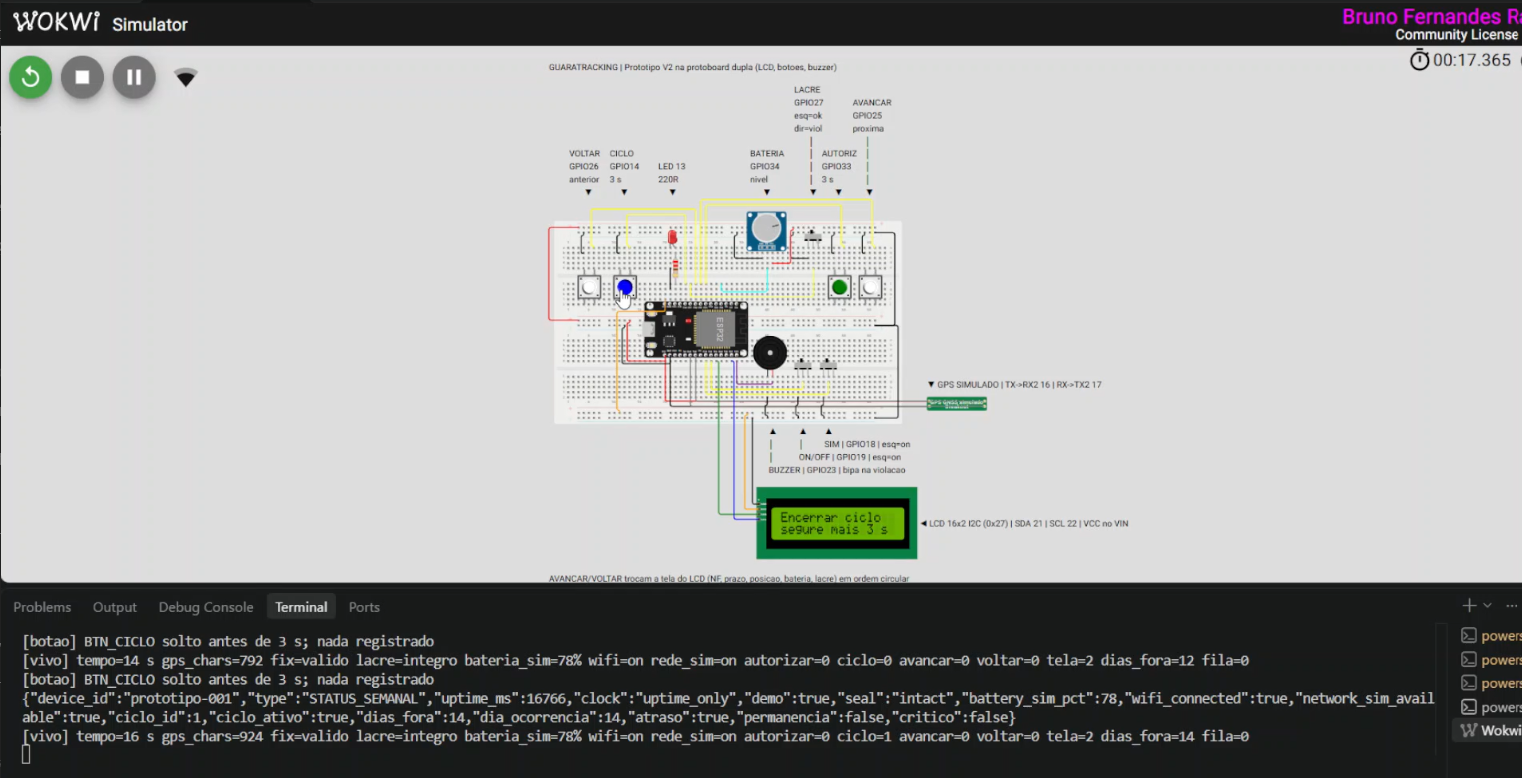 WOKWI Simulator
Bruno Fernandes
Community License
00:17.365
GUARATRACKING | Prototipo V2 na protoboard dupla (LCD, botoes, buzzer)
LACRE
GPIO27
esq=ok
dir=viol
AVANCAR
GPIO25
proxima
VOLTAR
GPIO26
anterior
CICLO
GPIO14
3 s
LED 13
220R
BATERIA
GPIO34
nivel
AUTORIZ
GPIO33
3 s
ESP32
▼ GPS SIMULADO | TX->RX2 16 | RX->TX2 17
SIM | GPIO18 | esq=on
ON/OFF | GPIO19 | esq=on
BUZZER | GPIO23 | bipa na violacao
Encerrar ciclo
segure mais 3 s
◄ LCD 16x2 I2C (0x27) | SDA 21 | SCL 22 | VCC no VIN
AVANCAR/VOLTAR trocam a tela do LCD (NF, prazo, posicao, bateria, lacre) em ordem circular
Problems Output Debug Console Terminal Ports
[botao] BTN_CICLO solto antes de 3 s; nada registrado
[vivo] tempo=14 s gps_chars=792 fix=valido lacre=integro bateria_sim=78% wifi=on rede_sim=on autorizar=0 ciclo=0 avancar=0 voltar=0 tela=2 dias_fora=12 fila=0
[botao] BTN_CICLO solto antes de 3 s; nada registrado
{"device_id":"prototipo-001","type":"STATUS_SEMANAL","uptime_ms":16766,"clock":"uptime_only","demo":true,"seal":"intact","battery_sim_pct":78,"wifi_connected":true,"network_sim_avail
able":true,"ciclo_id":1,"ciclo_ativo":true,"dias_fora":14,"dia_ocorrencia":14,"atraso":true,"permanencia":false,"critico":false}
[vivo] tempo=16 s gps_chars=924 fix=valido lacre=integro bateria_sim=78% wifi=on rede_sim=on autorizar=0 ciclo=1 avancar=0 voltar=0 tela=2 dias_fora=14 fila=0
powers
powers
powers
powers
Wokwi